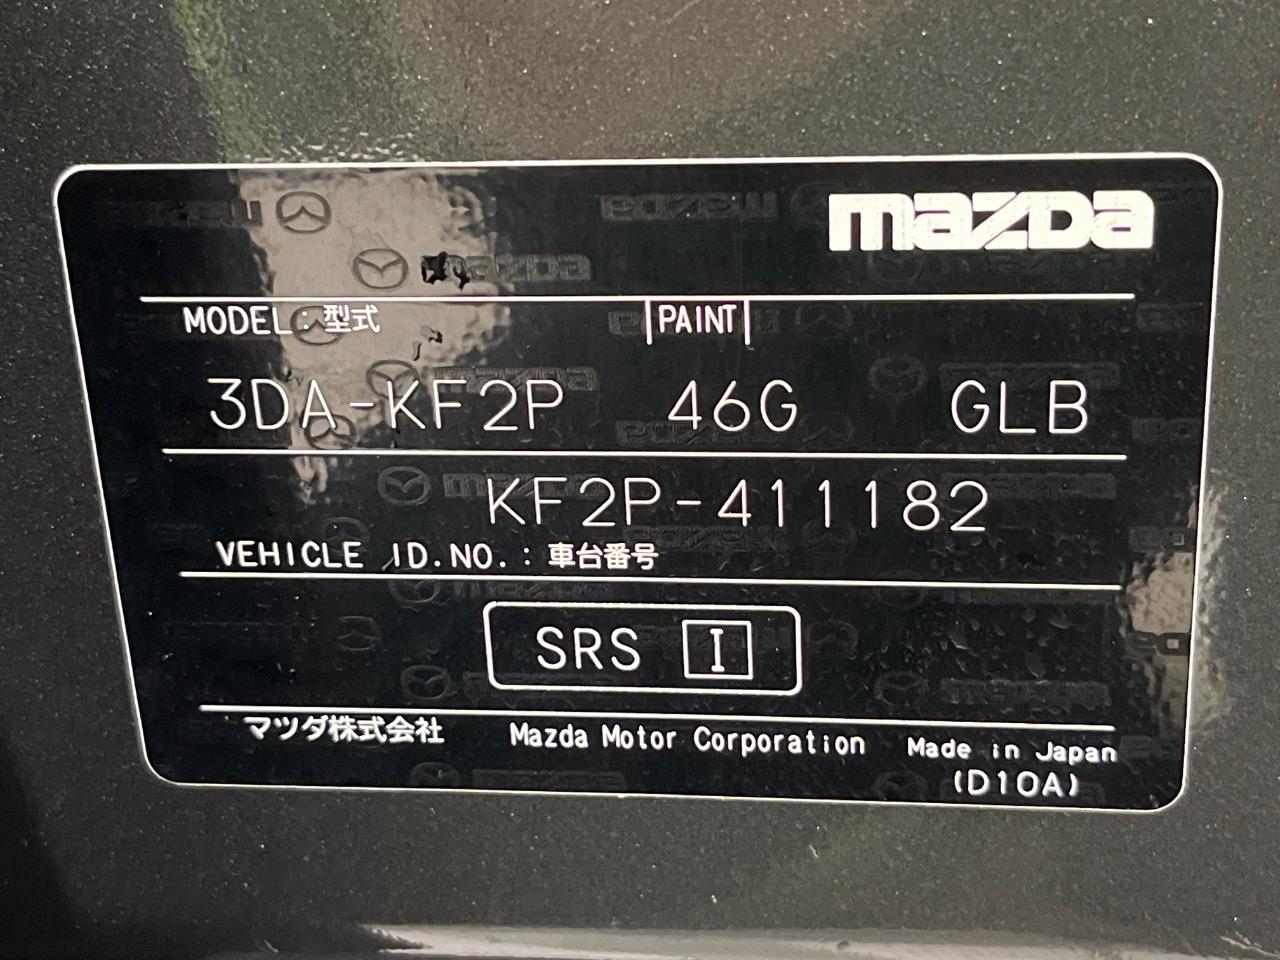 mazda
MODEL:型式 PAINT
3DA-KF2P 46G GLB
KF2P-411182
VEHICLE ID.NO.:車台番号
SRS I
マツダ株式会社 Mazda Motor Corporation Made in Japan
(D10A)